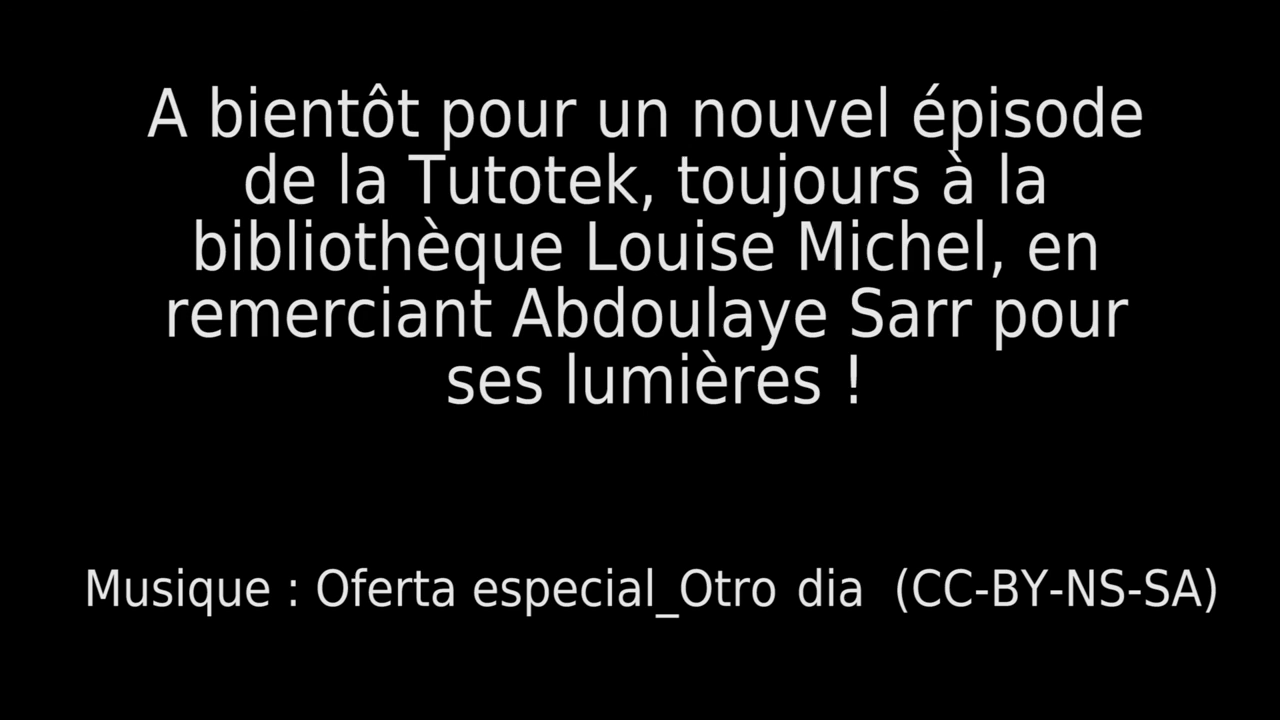 A bientôt pour un nouvel épisode
de la Tutotek, toujours à la
bibliothèque Louise Michel, en
remerciant Abdoulaye Sarr pour
ses lumières !
Musique : Oferta especial_Otro dia (CC-BY-NS-SA)